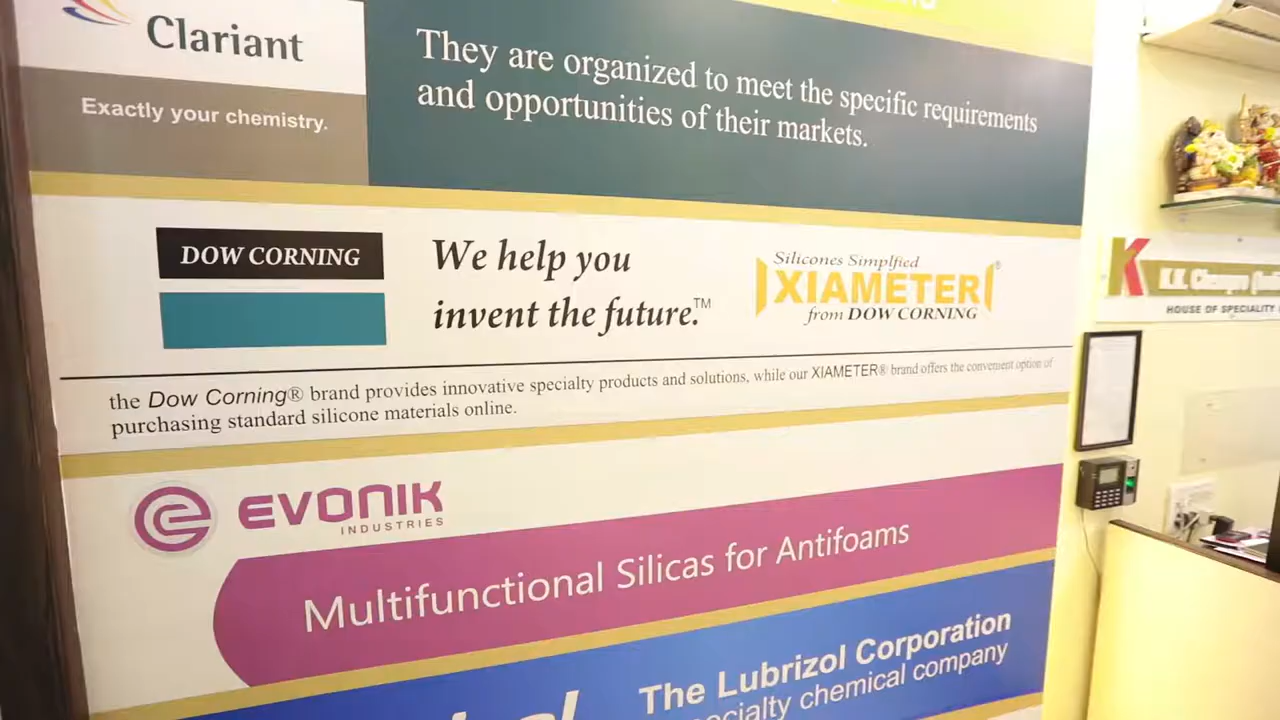 Clariant
Exactly your chemistry.
They are organized to meet the specific requirements
and opportunities of their markets.
DOW CORNING
We help you
invent the future.™
Silicones Simplfied
XIAMETER®
from DOW CORNING
the Dow Corning® brand provides innovative specialty products and solutions, while our XIAMETER® brand offers the convenient option of
purchasing standard silicone materials online.
EVONIK
INDUSTRIES
Multifunctional Silicas for Antifoams
The Lubrizol Corporation
chemical company
K
K.K.
HOUSE OF SPECIALITY